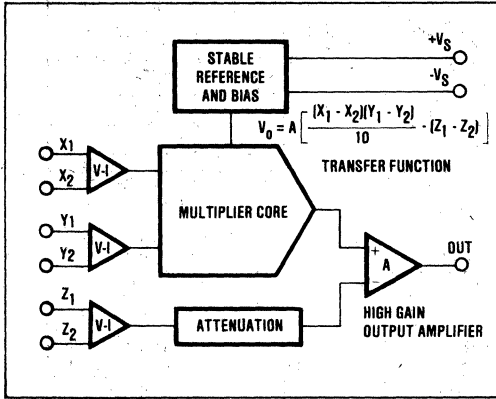 STABLE
REFERENCE
AND BIAS
+VS
-VS
Vo = A [ (X1 - X2)(Y1 - Y2) / 10 - (Z1 - Z2) ]
TRANSFER FUNCTION
X1
X2
V-I
MULTIPLIER CORE
Y1
Y2
V-I
+
A
−
OUT
HIGH GAIN
OUTPUT AMPLIFIER
Z1
Z2
V-I
ATTENUATION